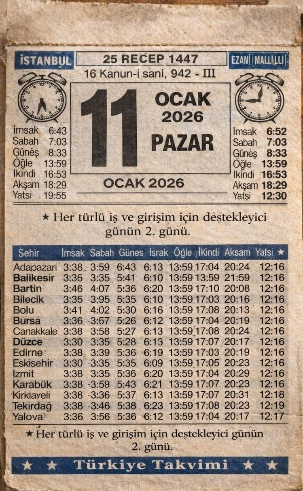 İSTANBUL
25 RECEP 1447
EZANİ
16 Kanun-i sani, 942 - III
11
OCAK
2026
PAZAR
OCAK 2026
İmsak 6:43
Sabah 7:03
Güneş 8:33
Öğle 13:59
İkindi 16:53
Akşam 18:29
Yatsı 19:55
İmsak 6:52
Sabah 7:03
Güneş 8:33
Öğle 13:59
İkindi 16:53
Akşam 18:29
Yatsı 12:30
★ Her türlü iş ve girişim için destekleyici
günün 2. günü.
Şehir İmsak Sabah Günes İsrak Öğle İKindi Aksam Yatsı ★
Adapazarı 3:38 3:59 6:43 6:13 13:59 17:04 20:24 12:16
Balikesir 3:35 3:35 5:41 6:10 13:59 13:59 21:59 12:16
Bartin 3:46 4:07 5:36 6:20 13:59 17:10 20:08 12:16
Bilecik 3:35 3:95 5:35 6:10 13:59 17:03 20:16 12:16
Bolu 3:41 4:02 5:30 6:16 13:59 17:08 20:13 12:16
Bursa 3:36 3:67 5:26 6:12 13:59 17:04 20:19 12:16
Canakkale 3:38 3:58 5:27 6:13 13:59 17:08 20:24 12:16
Düzce 3:30 3:35 5:28 6:13 13:59 17:07 20:17 12:16
Edirne 3:38 3:39 5:36 6:19 13:59 17:03 20:19 12:16
Eskisehir 3:30 3:35 5:35 6:09 13:59 17:05 20:23 12:16
İzmit 3:38 3:35 5:36 6:20 13:59 17:04 20:29 12:16
Karabük 3:38 -3:58 5:43 6:21 13:59 17:07 20:23 12:16
Kirklaveli 3:38 -3:36 5:37 6:13 13:59 17:07 20:31 12:18
Tekirdağ 3:38 -3:46 5:38 6:23 13:59 17:08 20:23 12:19
Yalova 3:36 3:56 5:36 6:12 13:59 17:04 20:17 12:17
★ Her türlü iş ve girişim için destekleyici günün
2. günü.
★ ★ Türkiye Takvimi ★ ★